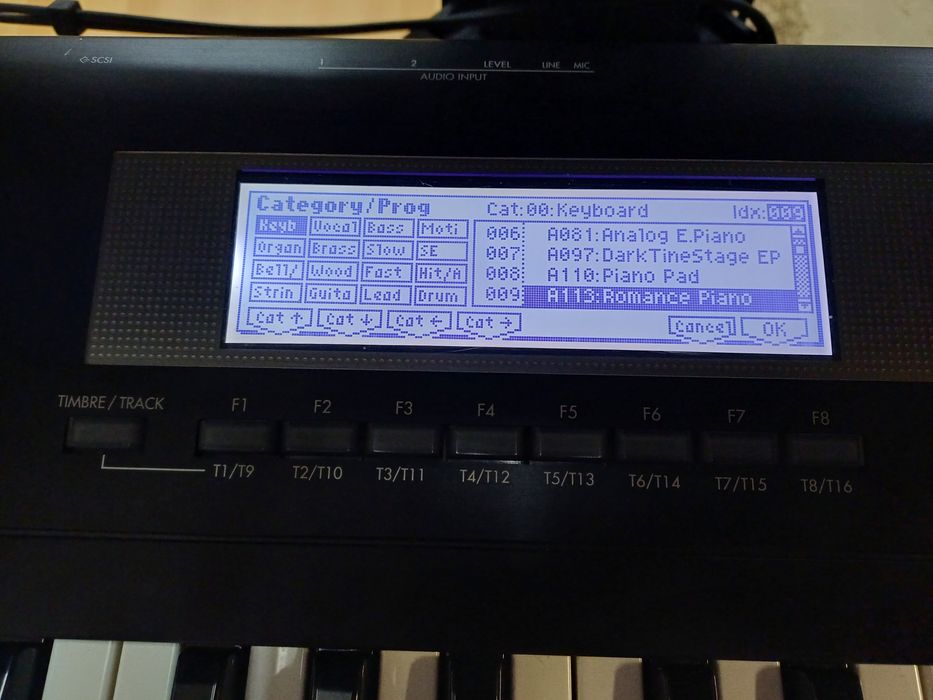 SCSI
1 2 LEVEL LINE MIC
AUDIO INPUT
Category/Prog
Cat:00:Keyboard
Idx:009
Keyb Vocal Bass Moti
Organ Brass Slow SE
Bell/ Wood Fast Hit/A
Strin Guita Lead Drum
006: A081:Analog E.Piano
007: A097:DarkTineStage EP
008: A110:Piano Pad
009: A113:Romance Piano
Cat ↑ Cat ↓ Cat ← Cat → Cancel OK
TIMBRE / TRACK F1 F2 F3 F4 F5 F6 F7 F8
T1/T9 T2/T10 T3/T11 T4/T12 T5/T13 T6/T14 T7/T15 T8/T16